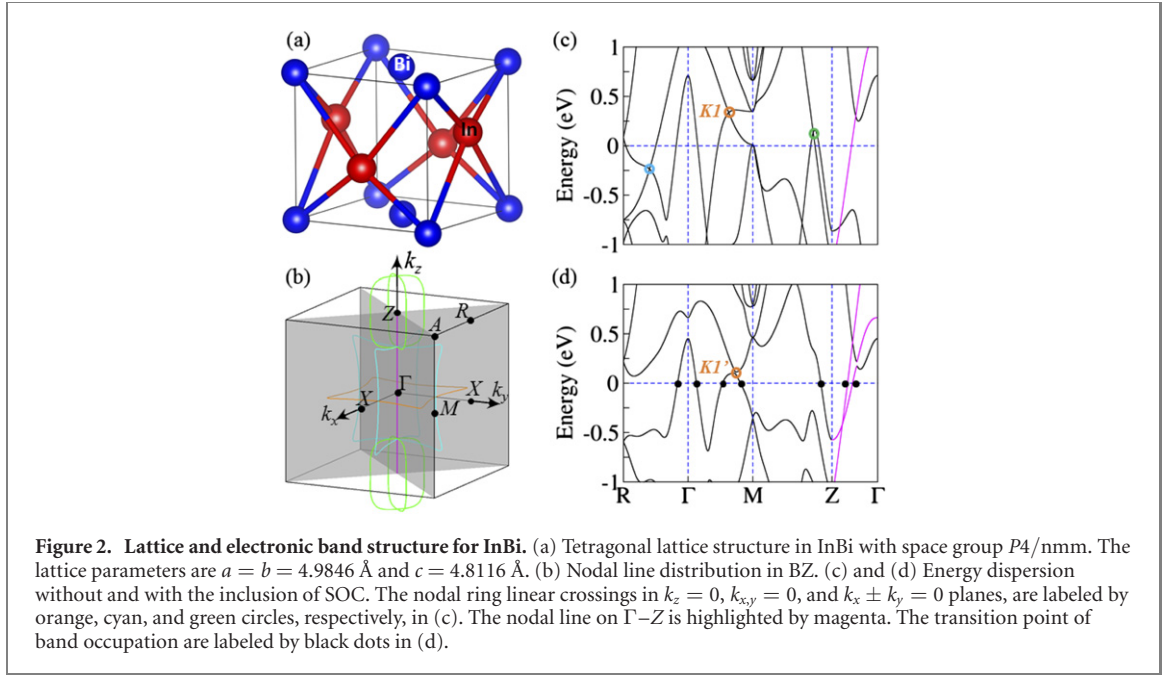 (a)
Bi
In
(c)
1
0.5
0
-0.5
-1
Energy (eV)
K1
(b)
k_z
Z
R
A
Γ
X
X
k_y
k_x
M
(d)
1
0.5
0
-0.5
-1
Energy (eV)
K1'
R Γ M Z Γ
Figure 2. Lattice and electronic band structure for InBi. (a) Tetragonal lattice structure in InBi with space group P4/nmm. The
lattice parameters are a = b = 4.9846 Å and c = 4.8116 Å. (b) Nodal line distribution in BZ. (c) and (d) Energy dispersion
without and with the inclusion of SOC. The nodal ring linear crossings in k_z = 0, k_{x,y} = 0, and k_x ± k_y = 0 planes, are labeled by
orange, cyan, and green circles, respectively, in (c). The nodal line on Γ–Z is highlighted by magenta. The transition point of
band occupation are labeled by black dots in (d).